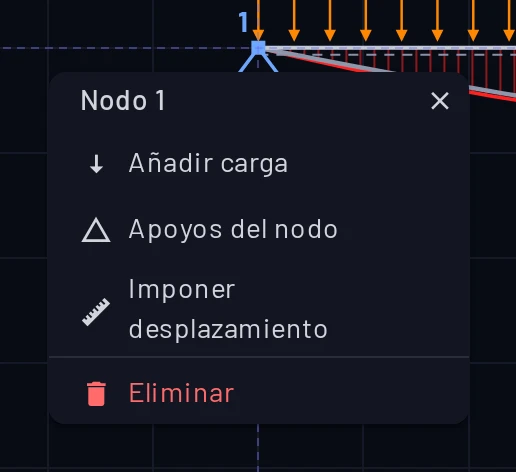 1
Nodo 1
Añadir carga
Apoyos del nodo
Imponer
desplazamiento
Eliminar